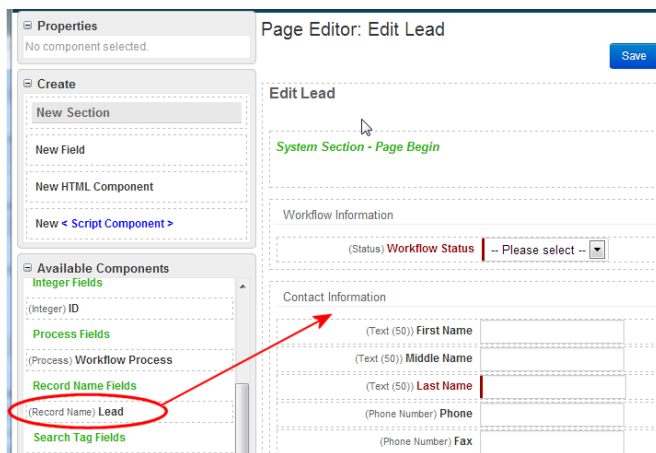 Properties
No component selected.
Create
New Section
New Field
New HTML Component
New < Script Component >
Available Components
Integer Fields
(Integer) ID
Process Fields
(Process) Workflow Process
Record Name Fields
(Record Name) Lead
Search Tag Fields
Page Editor: Edit Lead
Save
Edit Lead
System Section - Page Begin
Workflow Information
(Status) Workflow Status -- Please select --
Contact Information
(Text (50)) First Name
(Text (50)) Middle Name
(Text (50)) Last Name
(Phone Number) Phone
(Phone Number) Fax